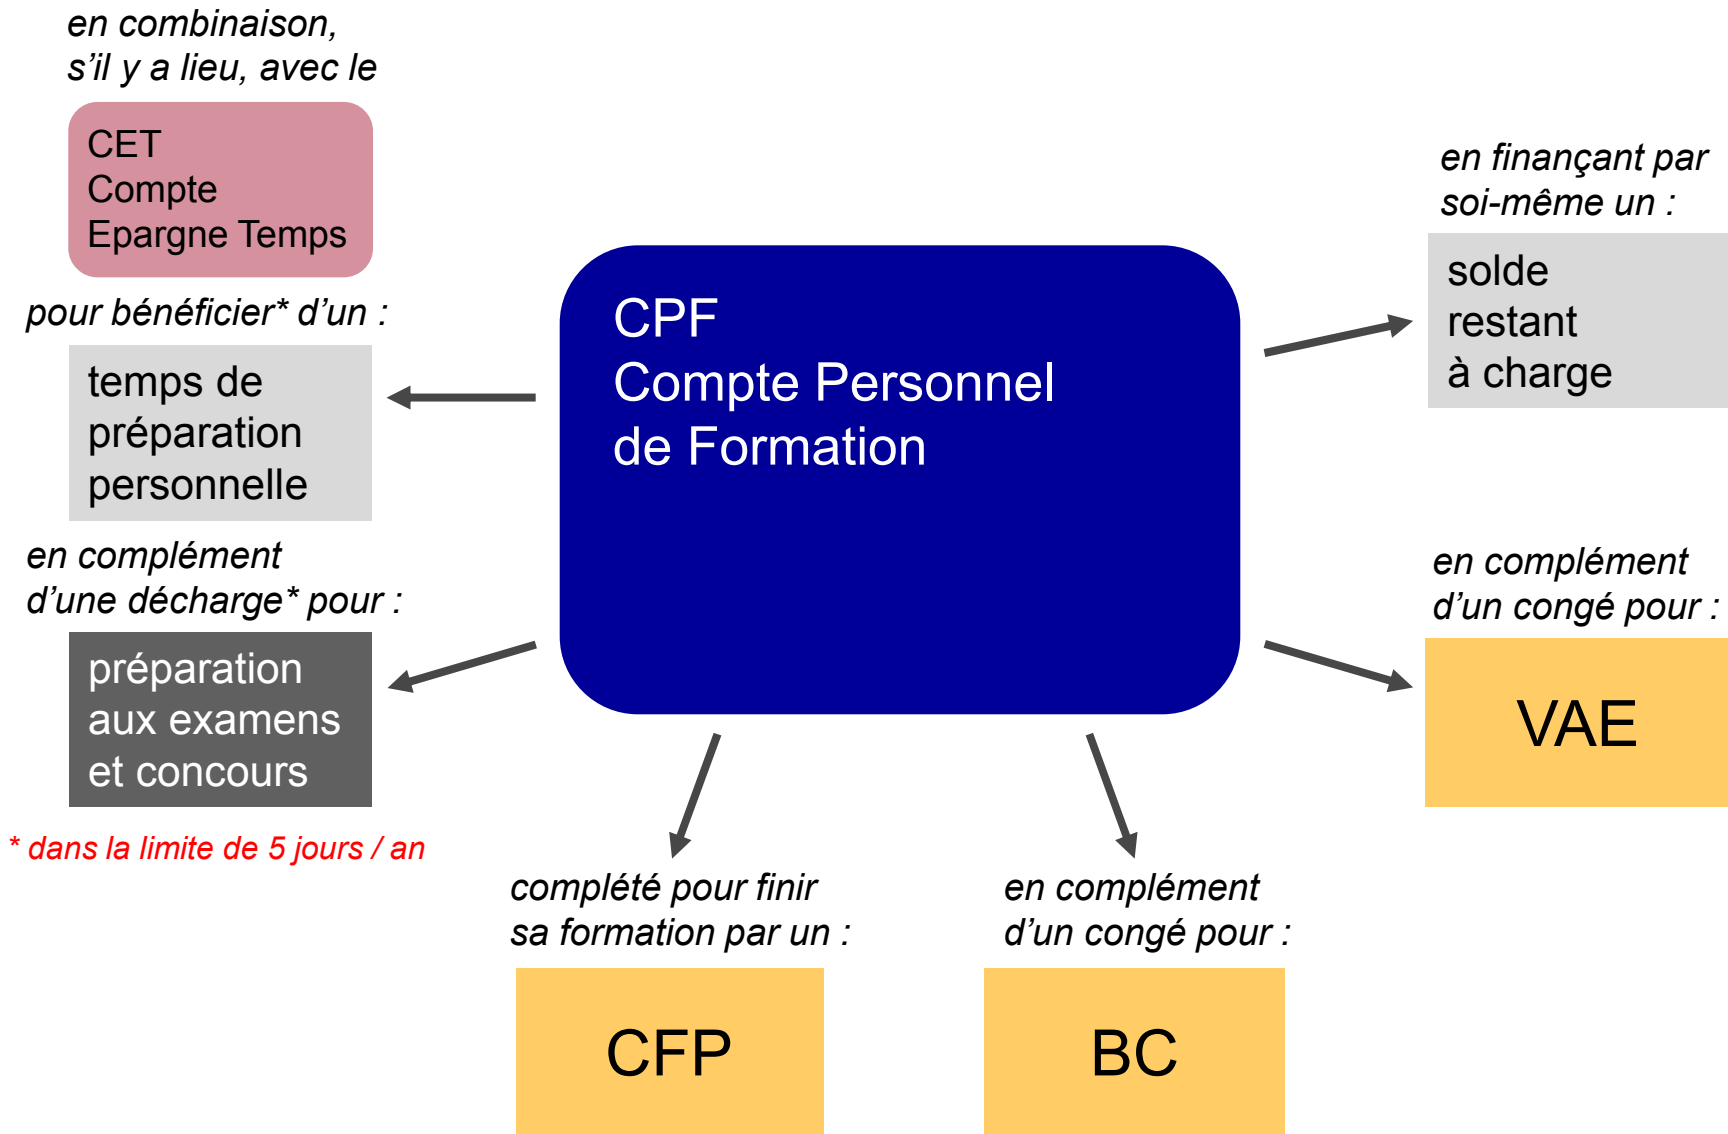 en combinaison,
s’il y a lieu, avec le
CET
Compte
Epargne Temps
pour bénéficier* d’un :
temps de
préparation
personnelle
en complément
d’une décharge* pour :
préparation
aux examens
et concours
* dans la limite de 5 jours / an
CPF
Compte Personnel
de Formation
complété pour finir
sa formation par un :
CFP
en complément
d’un congé pour :
BC
en finançant par
soi-même un :
solde
restant
à charge
en complément
d’un congé pour :
VAE